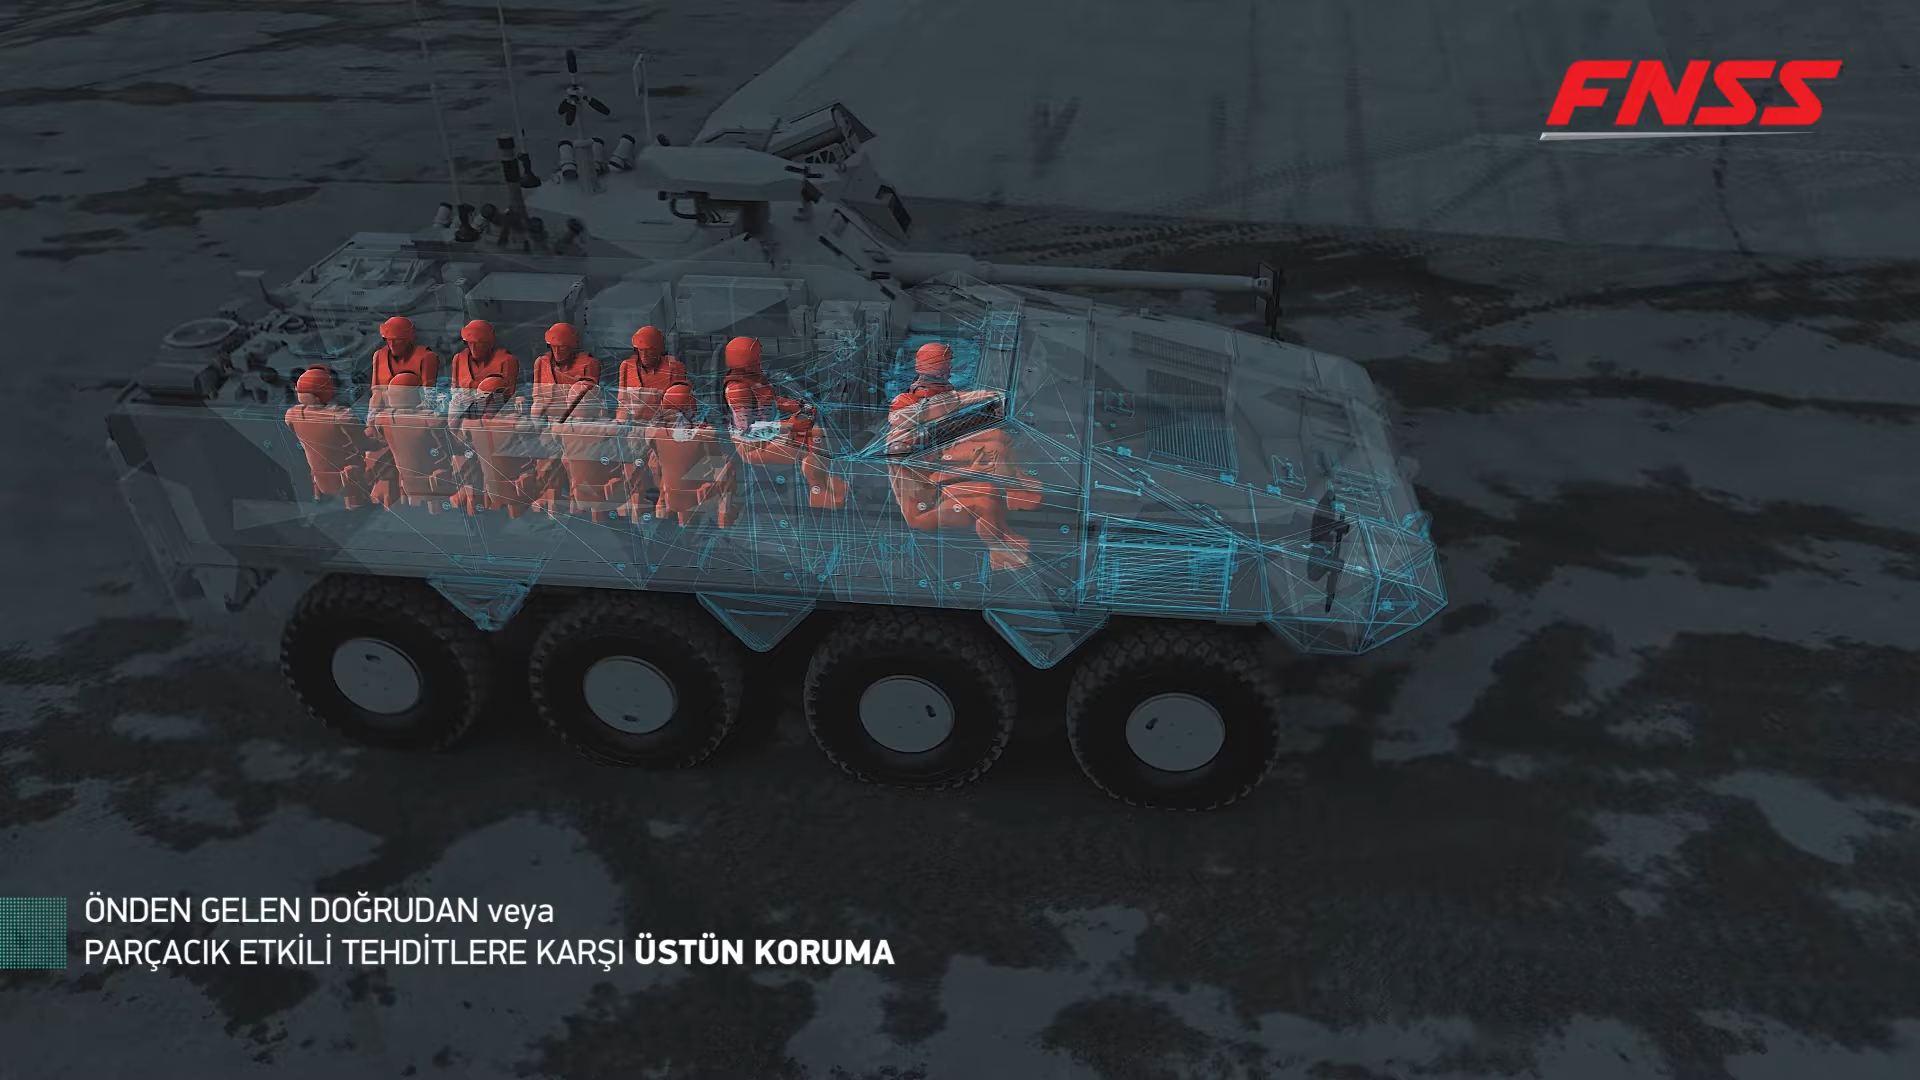 FNSS
ÖNDEN GELEN DOĞRUDAN veya
PARÇACIK ETKİLİ TEHDİTLERE KARŞI ÜSTÜN KORUMA